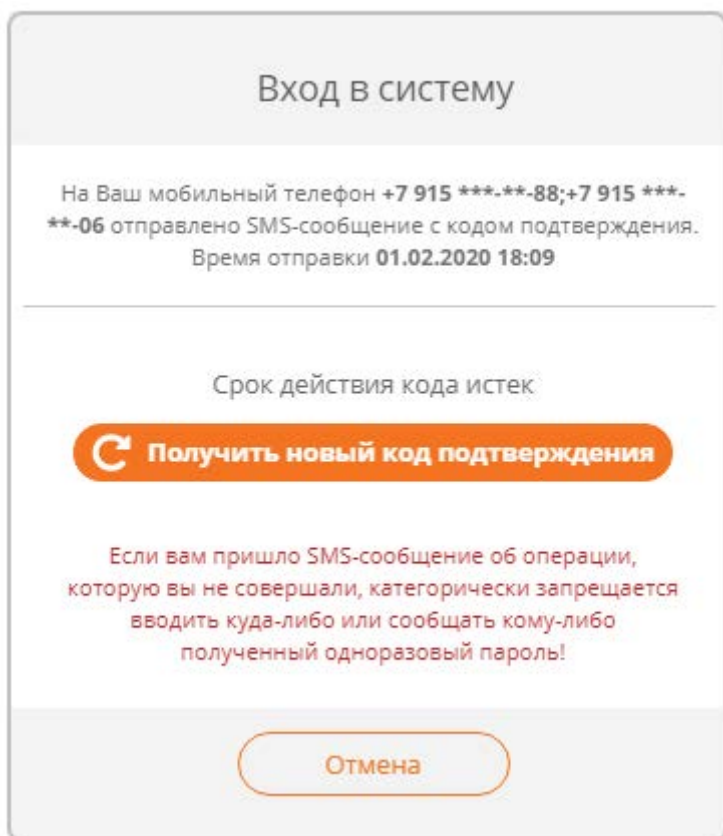 Вход в систему
На Ваш мобильный телефон +7 915 ***-**-88;+7 915 ***-
**-06 отправлено SMS-сообщение с кодом подтверждения.
Время отправки 01.02.2020 18:09
Срок действия кода истек
Получить новый код подтверждения
Если вам пришло SMS-сообщение об операции,
которую вы не совершали, категорически запрещается
вводить куда-либо или сообщать кому-либо
полученный одноразовый пароль!
Отмена